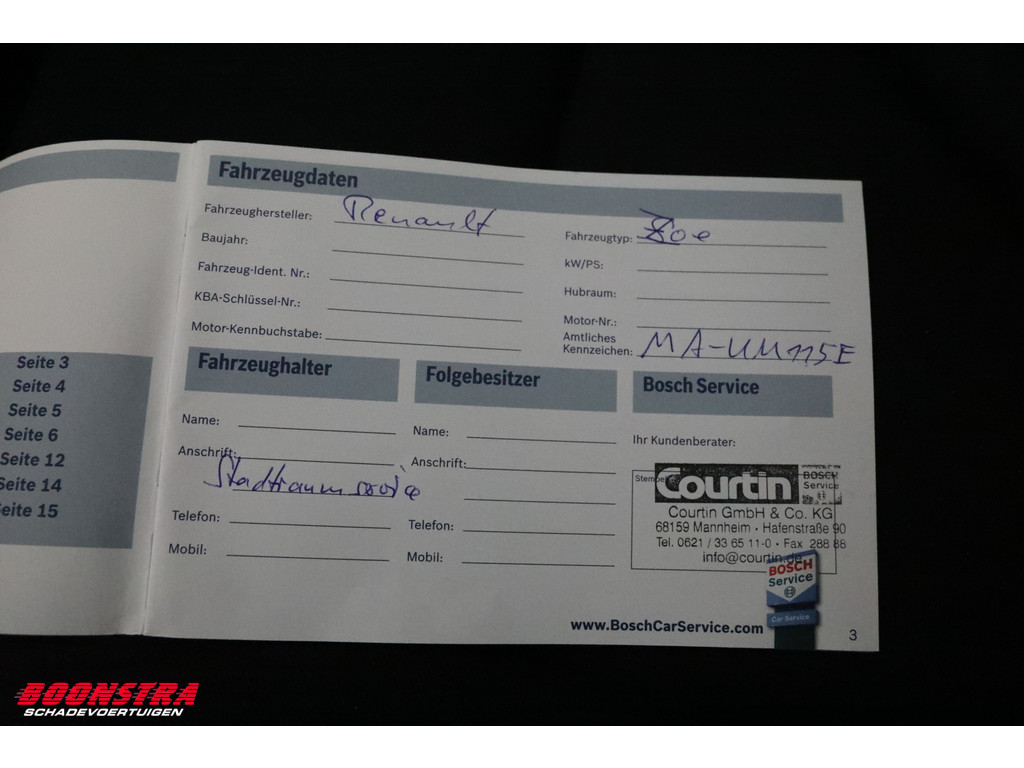 Fahrzeugdaten
Fahrzeughersteller: Renault
Baujahr:
Fahrzeug-Ident. Nr.:
KBA-Schlüssel-Nr.:
Motor-Kennbuchstabe:
Fahrzeugtyp: Zoe
kW/PS:
Hubraum:
Motor-Nr.:
Amtliches
Kennzeichen: MA-UM115E
Seite 3
Seite 4
Seite 5
Seite 6
Seite 12
Seite 14
Seite 15
Fahrzeughalter
Name:
Anschrift:
Telefon:
Mobil:
Folgebesitzer
Name:
Anschrift:
Telefon:
Mobil:
Bosch Service
Ihr Kundenberater:
Stempel
Courtin BOSCH
Service
Courtin GmbH & Co. KG
68159 Mannheim · Hafenstraße 90
Tel. 0621 / 33 65 11-0 · Fax 288 88
info@courtin.de
BOSCH
Service
Car Service
www.BoschCarService.com
3
BOONSTRA
SCHADEVOERTUIGEN